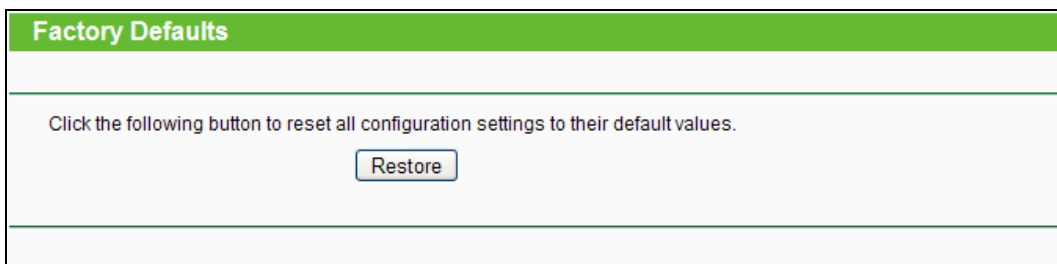 Factory Defaults
Click the following button to reset all configuration settings to their default values.
Restore